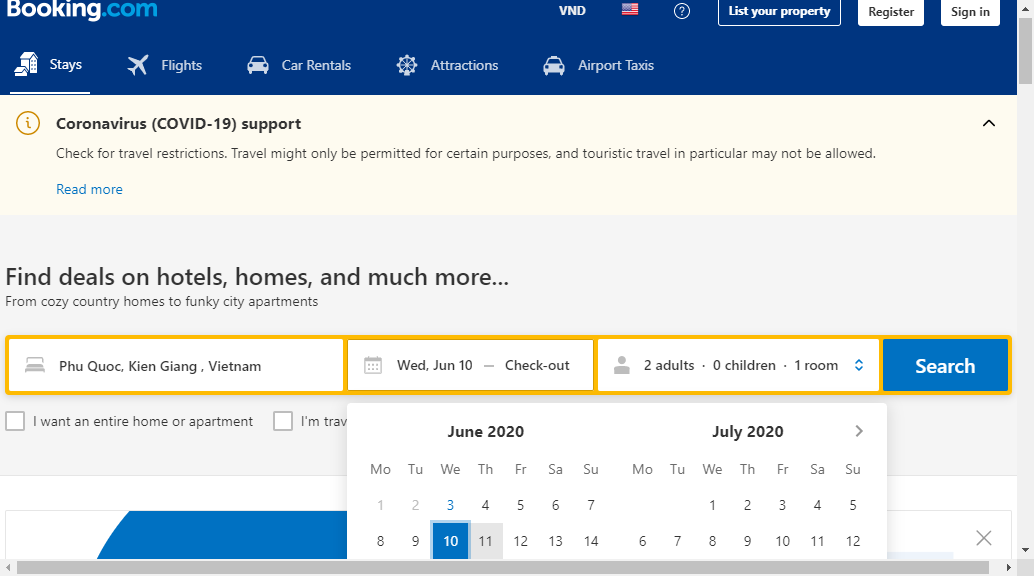 Booking.com
VND
List your property
Register
Sign in
Stays
Flights
Car Rentals
Attractions
Airport Taxis
Coronavirus (COVID-19) support
Check for travel restrictions. Travel might only be permitted for certain purposes, and touristic travel in particular may not be allowed.
Read more
Find deals on hotels, homes, and much more...
From cozy country homes to funky city apartments
Phu Quoc, Kien Giang , Vietnam
Wed, Jun 10 — Check-out
2 adults · 0 children · 1 room
Search
I want an entire home or apartment
I'm trav
June 2020
July 2020
Mo Tu We Th Fr Sa Su
Mo Tu We Th Fr Sa Su
1 2 3 4 5 6 7
1 2 3 4 5
8 9 10 11 12 13 14
6 7 8 9 10 11 12